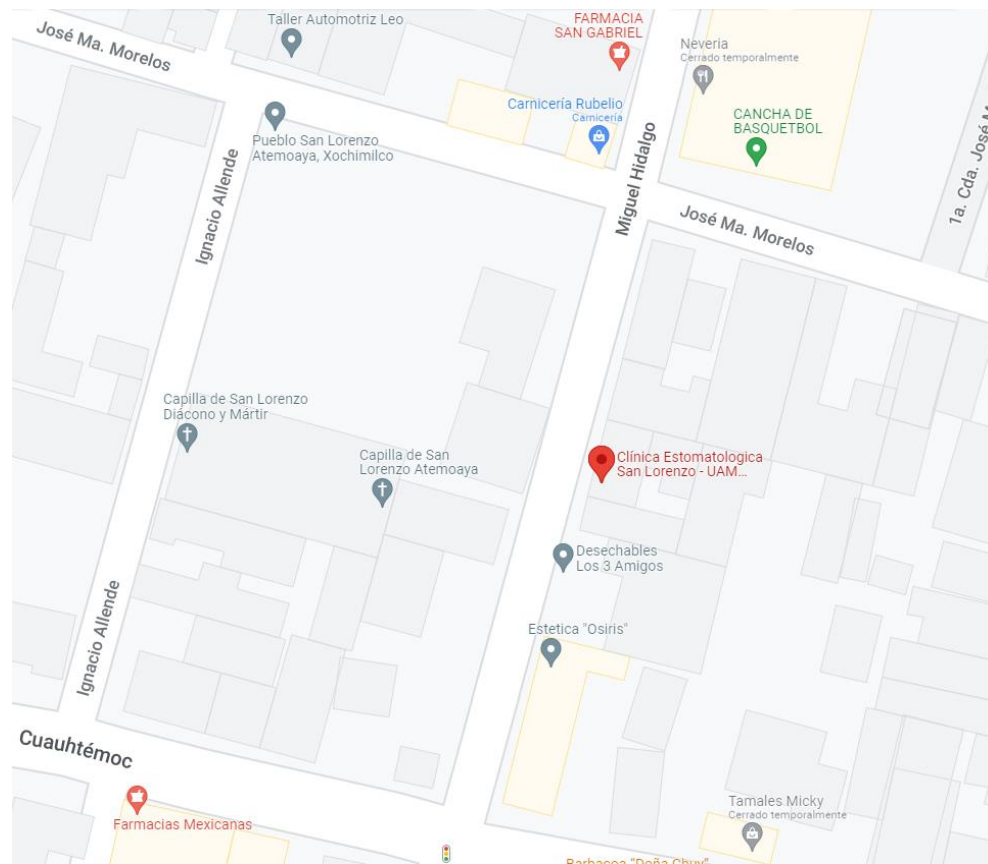 Taller Automotriz Leo
FARMACIA
SAN GABRIEL
José Ma. Morelos
Neveria
Cerrado temporalmente
Carnicería Rubelio
Carnicería
CANCHA DE
BASQUETBOL
Pueblo San Lorenzo
Atemoaya, Xochimilco
Miguel Hidalgo
1a. Cda. José M
Ignacio Allende
José Ma. Morelos
Capilla de San Lorenzo
Diácono y Mártir
Capilla de San
Lorenzo Atemoaya
Clínica Estomatologica
San Lorenzo - UAM...
Desechables
Los 3 Amigos
Ignacio Allende
Estetica "Osiris"
Cuauhtémoc
Farmacias Mexicanas
Tamales Micky
Cerrado temporalmente
Barbacoa "Doña Chuy"